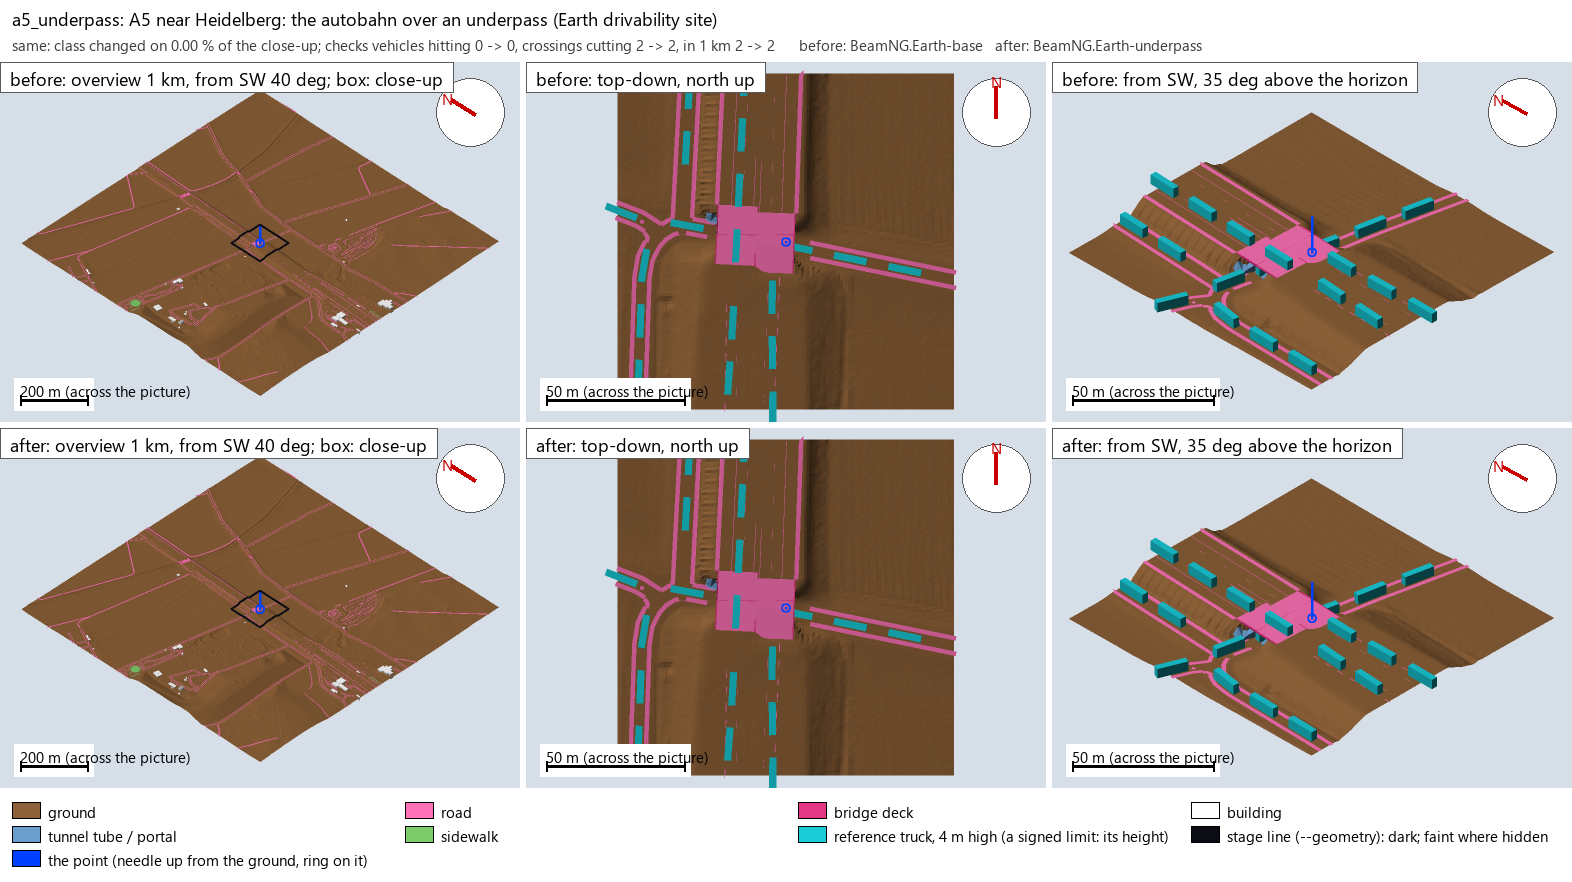 a5_underpass: A5 near Heidelberg: the autobahn over an underpass (Earth drivability site)
same: class changed on 0.00 % of the close-up; checks vehicles hitting 0 -> 0, crossings cutting 2 -> 2, in 1 km 2 -> 2 before: BeamNG.Earth-base after: BeamNG.Earth-underpass
before: overview 1 km, from SW 40 deg; box: close-up
N
200 m (across the picture)
before: top-down, north up
N
50 m (across the picture)
before: from SW, 35 deg above the horizon
N
50 m (across the picture)
after: overview 1 km, from SW 40 deg; box: close-up
N
200 m (across the picture)
after: top-down, north up
N
50 m (across the picture)
after: from SW, 35 deg above the horizon
N
50 m (across the picture)
ground
road
bridge deck
building
tunnel tube / portal
sidewalk
reference truck, 4 m high (a signed limit: its height)
stage line (--geometry): dark; faint where hidden
the point (needle up from the ground, ring on it)